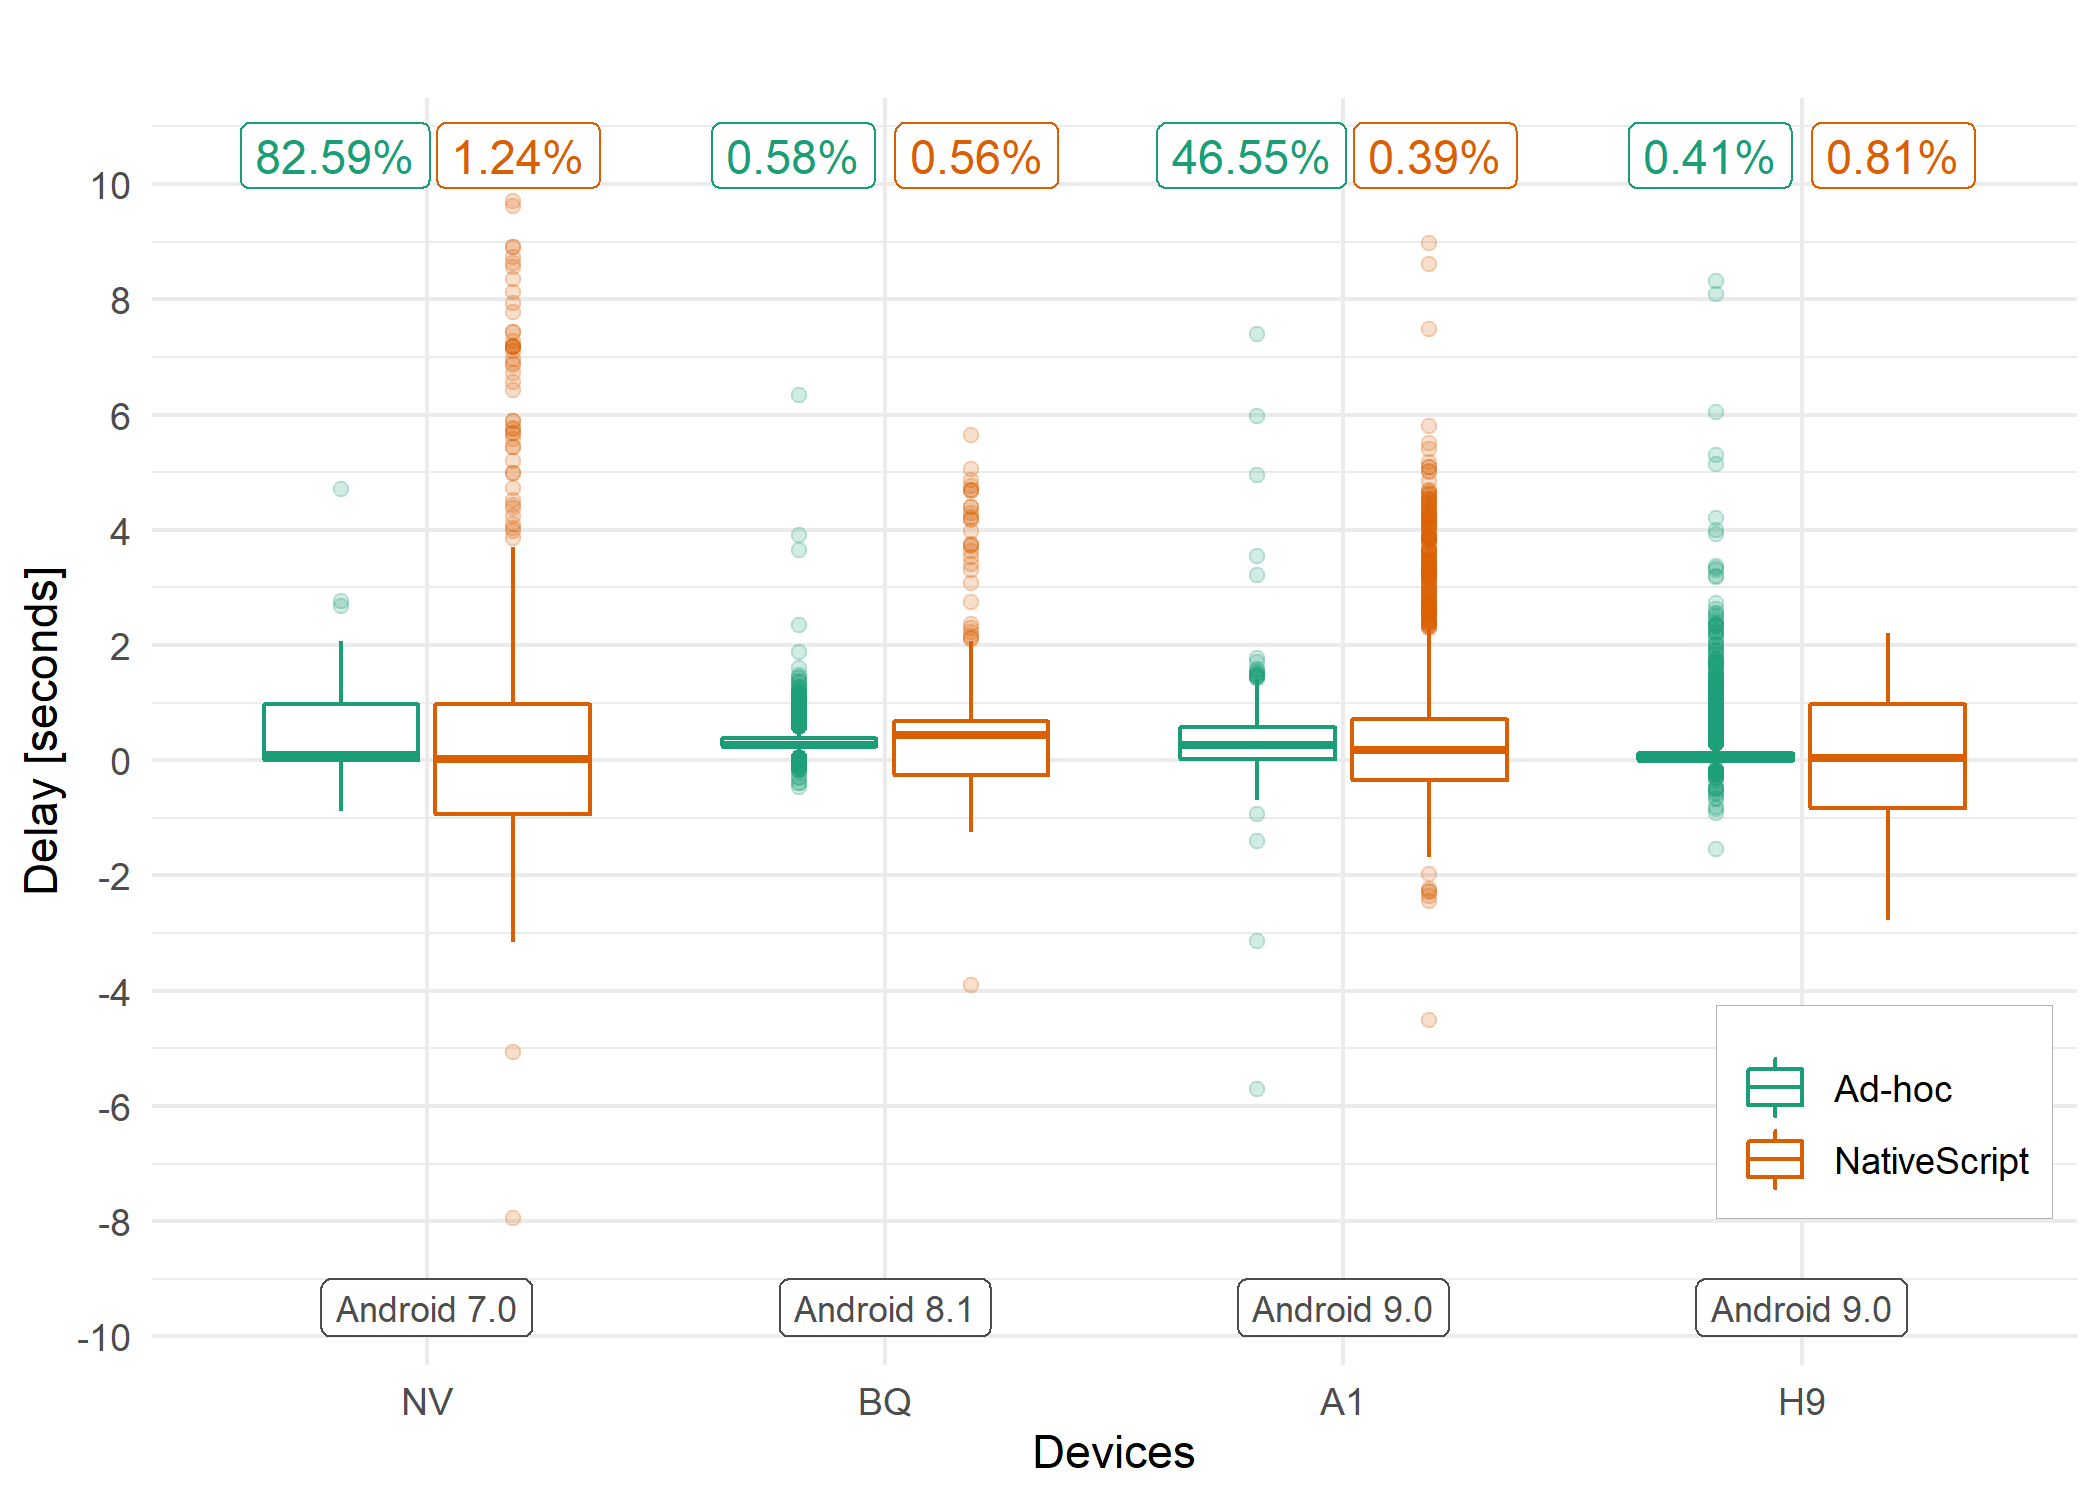 82.59% 1.24% 0.58% 0.56% 46.55% 0.39% 0.41% 0.81%
10
8
6
4
2
0
-2
-4
-6
-8
-10
Delay [seconds]
Ad-hoc
NativeScript
Android 7.0 Android 8.1 Android 9.0 Android 9.0
NV BQ A1 H9
Devices